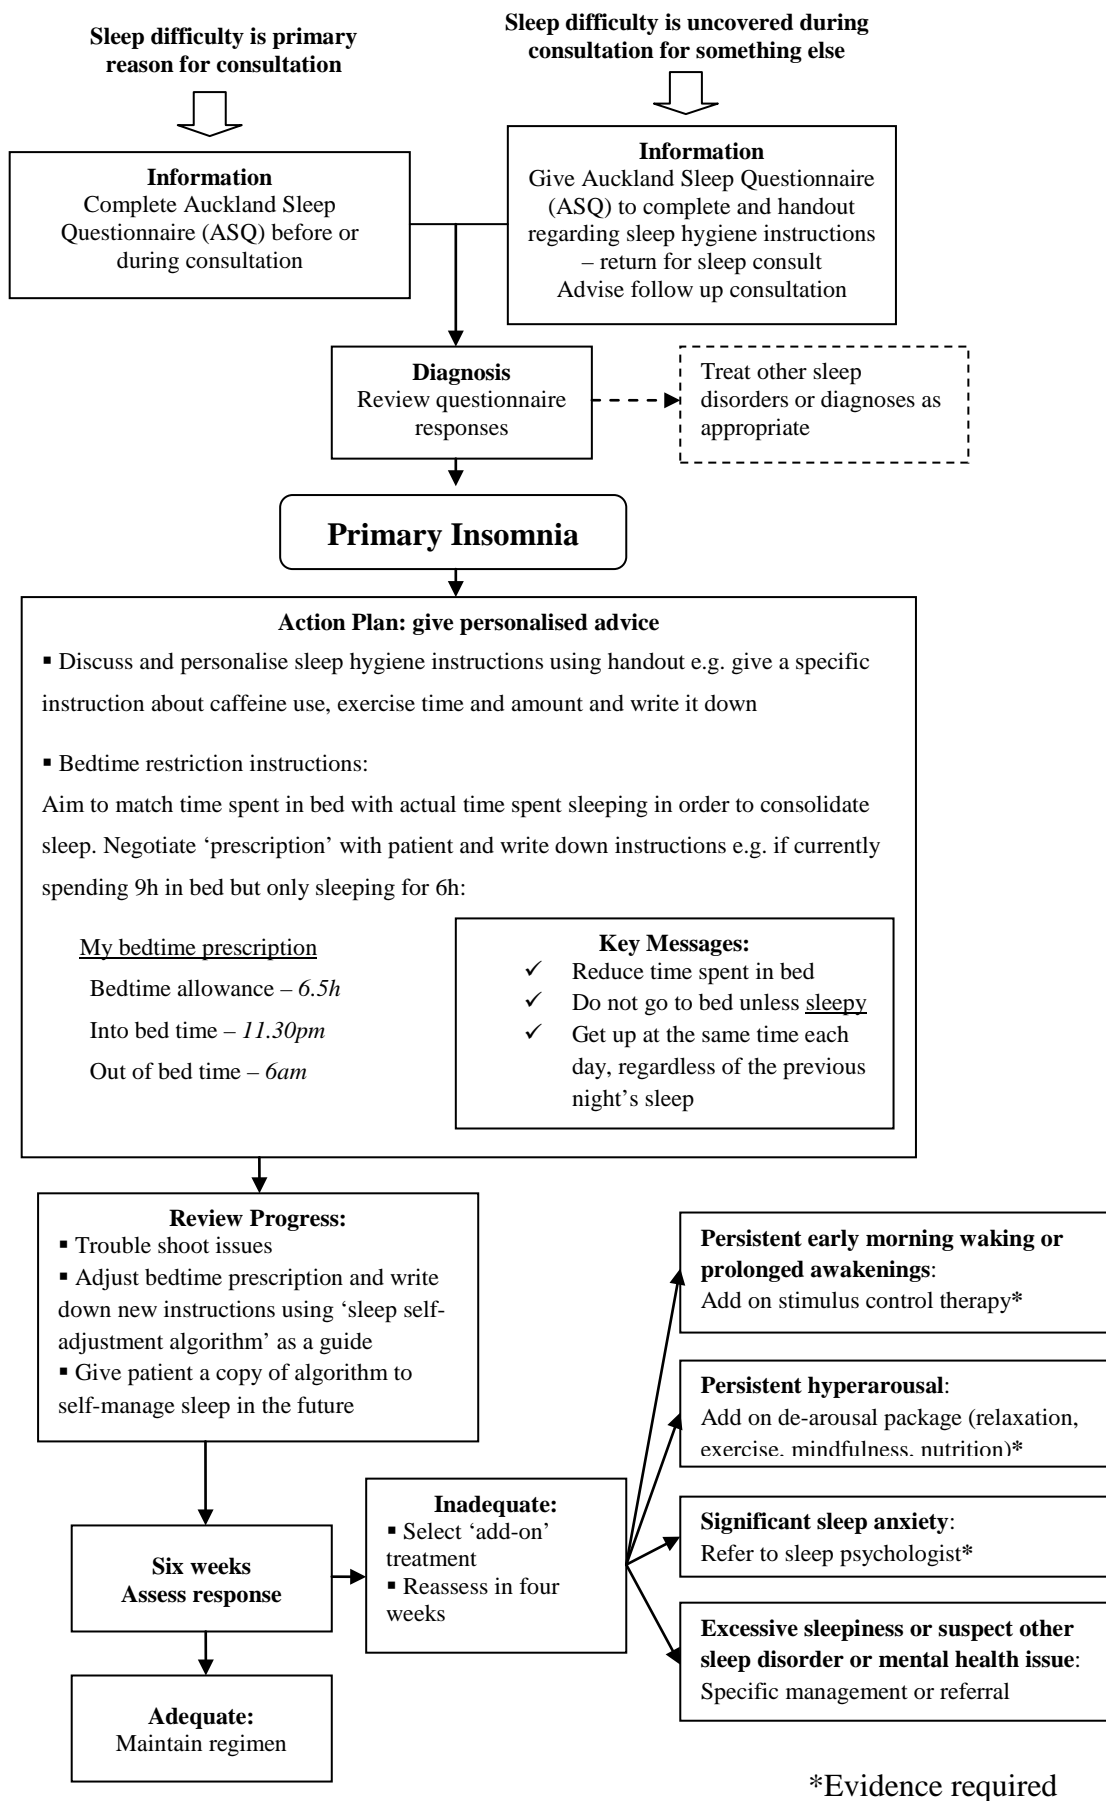 Sleep difficulty is primary
reason for consultation
Sleep difficulty is uncovered during
consultation for something else
Information
Complete Auckland Sleep
Questionnaire (ASQ) before or
during consultation
Information
Give Auckland Sleep Questionnaire
(ASQ) to complete and handout
regarding sleep hygiene instructions
– return for sleep consult
Advise follow up consultation
Diagnosis
Review questionnaire
responses
Treat other sleep
disorders or diagnoses as
appropriate
Primary Insomnia
Action Plan: give personalised advice
▪ Discuss and personalise sleep hygiene instructions using handout e.g. give a specific
instruction about caffeine use, exercise time and amount and write it down
▪ Bedtime restriction instructions:
Aim to match time spent in bed with actual time spent sleeping in order to consolidate
sleep. Negotiate ‘prescription’ with patient and write down instructions e.g. if currently
spending 9h in bed but only sleeping for 6h:
My bedtime prescription
Bedtime allowance – 6.5h
Into bed time – 11.30pm
Out of bed time – 6am
Key Messages:
✓ Reduce time spent in bed
✓ Do not go to bed unless sleepy
✓ Get up at the same time each
day, regardless of the previous
night’s sleep
Review Progress:
▪ Trouble shoot issues
▪ Adjust bedtime prescription and write
down new instructions using ‘sleep self-
adjustment algorithm’ as a guide
▪ Give patient a copy of algorithm to
self-manage sleep in the future
Six weeks
Assess response
Adequate:
Maintain regimen
Inadequate:
▪ Select ‘add-on’
treatment
▪ Reassess in four
weeks
Persistent early morning waking or
prolonged awakenings:
Add on stimulus control therapy*
Persistent hyperarousal:
Add on de-arousal package (relaxation,
exercise, mindfulness, nutrition)*
Significant sleep anxiety:
Refer to sleep psychologist*
Excessive sleepiness or suspect other
sleep disorder or mental health issue:
Specific management or referral
*Evidence required